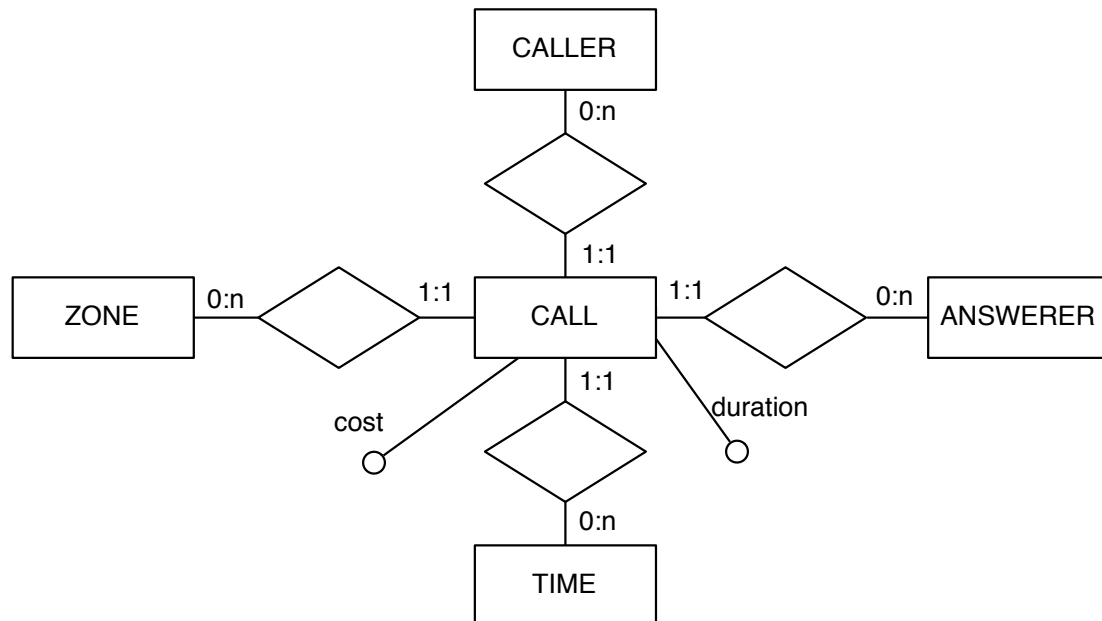 CALLER
0:n
1:1
ZONE
0:n
1:1
CALL
1:1
0:n
ANSWERER
1:1
cost
duration
0:n
TIME